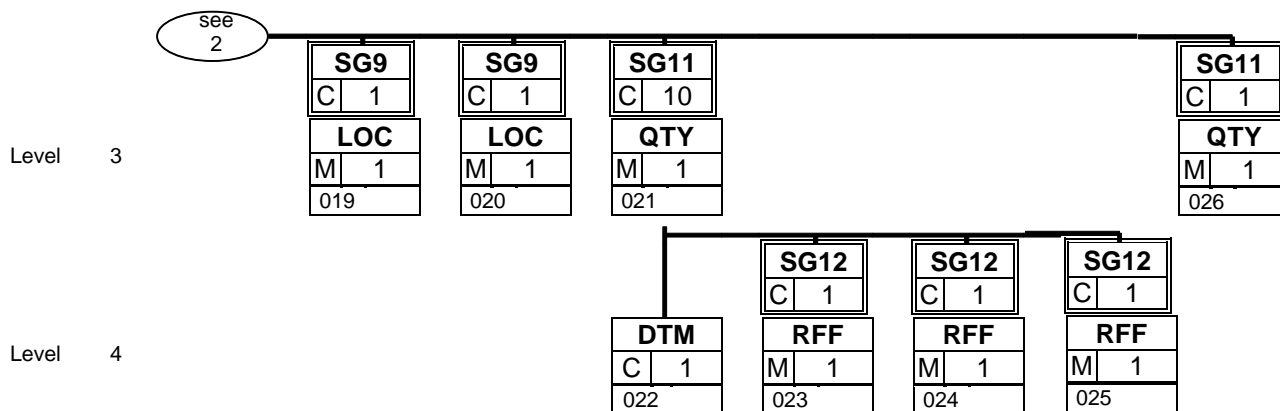 see
2
SG9 SG9 SG11 SG11
C 1 C 1 C 10 C 1
LOC LOC QTY QTY
Level 3 M 1 M 1 M 1 M 1
019 020 021 026
SG12 SG12 SG12
C 1 C 1 C 1
DTM RFF RFF RFF
Level 4 C 1 M 1 M 1 M 1
022 023 024 025